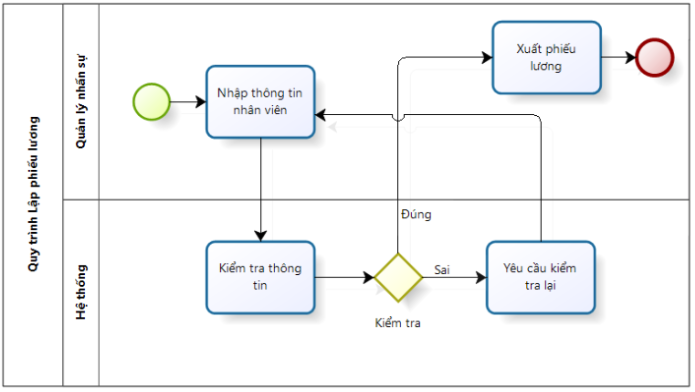 Quy trình Lập phiếu lương
Quản lý nhân sự
Nhập thông tin
nhân viên
Xuất phiếu
lương
Hệ thống
Kiểm tra thông
tin
Đúng
Kiểm tra
Sai
Yêu cầu kiểm
tra lại